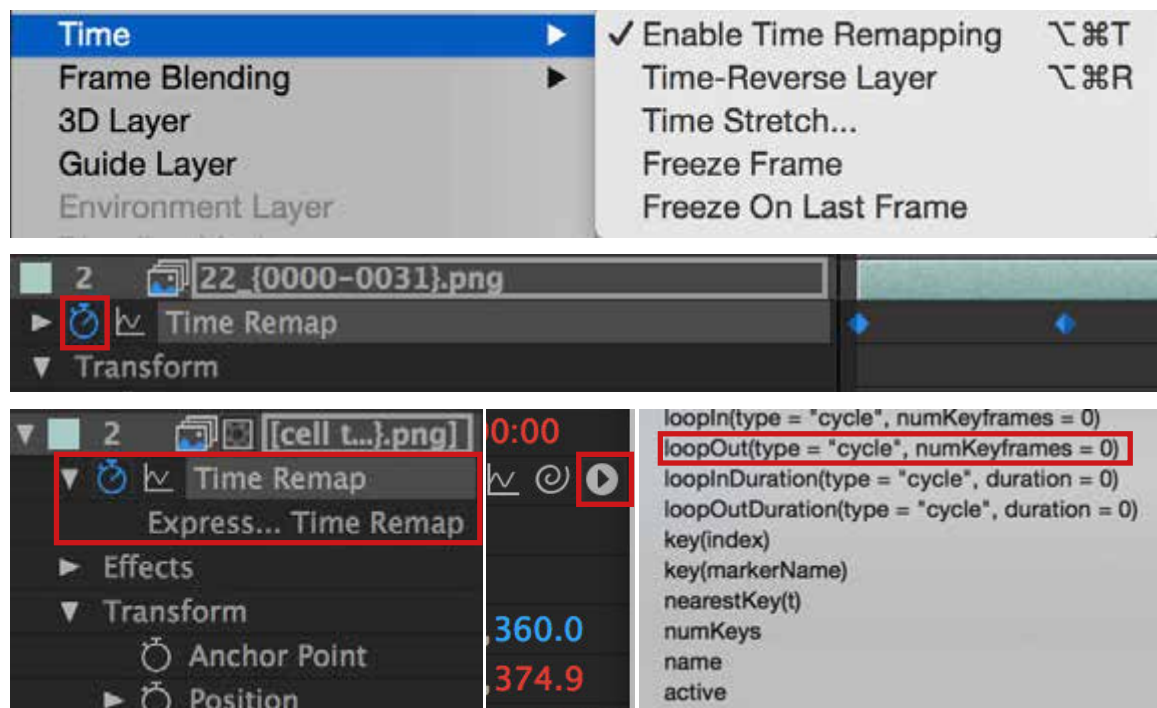 Time
Enable Time Remapping ⌥⌘T
Frame Blending
Time-Reverse Layer ⌥⌘R
3D Layer
Time Stretch...
Guide Layer
Freeze Frame
Environment Layer
Freeze On Last Frame
2 22_{0000-0031}.png
Time Remap
Transform
2 [cell t...}.png]
Time Remap
Express... Time Remap
Effects
Transform
Anchor Point
Position
0:00
,360.0
,374.9
loopIn(type = "cycle", numKeyframes = 0)
loopOut(type = "cycle", numKeyframes = 0)
loopInDuration(type = "cycle", duration = 0)
loopOutDuration(type = "cycle", duration = 0)
key(index)
key(markerName)
nearestKey(t)
numKeys
name
active